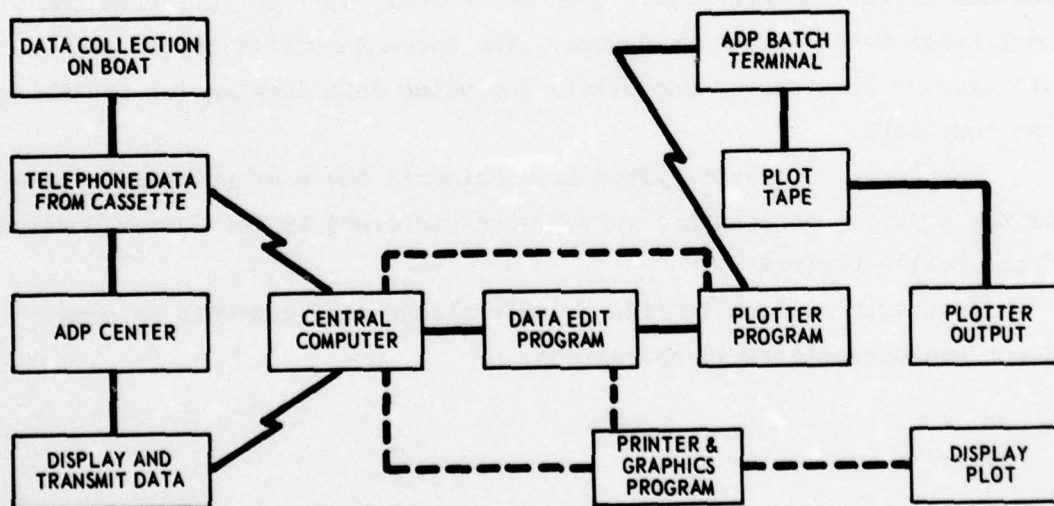 DATA COLLECTION
ON BOAT
ADP BATCH
TERMINAL
TELEPHONE DATA
FROM CASSETTE
PLOT
TAPE
ADP CENTER
CENTRAL
COMPUTER
DATA EDIT
PROGRAM
PLOTTER
PROGRAM
PLOTTER
OUTPUT
DISPLAY AND
TRANSMIT DATA
PRINTER &
GRAPHICS
PROGRAM
DISPLAY
PLOT